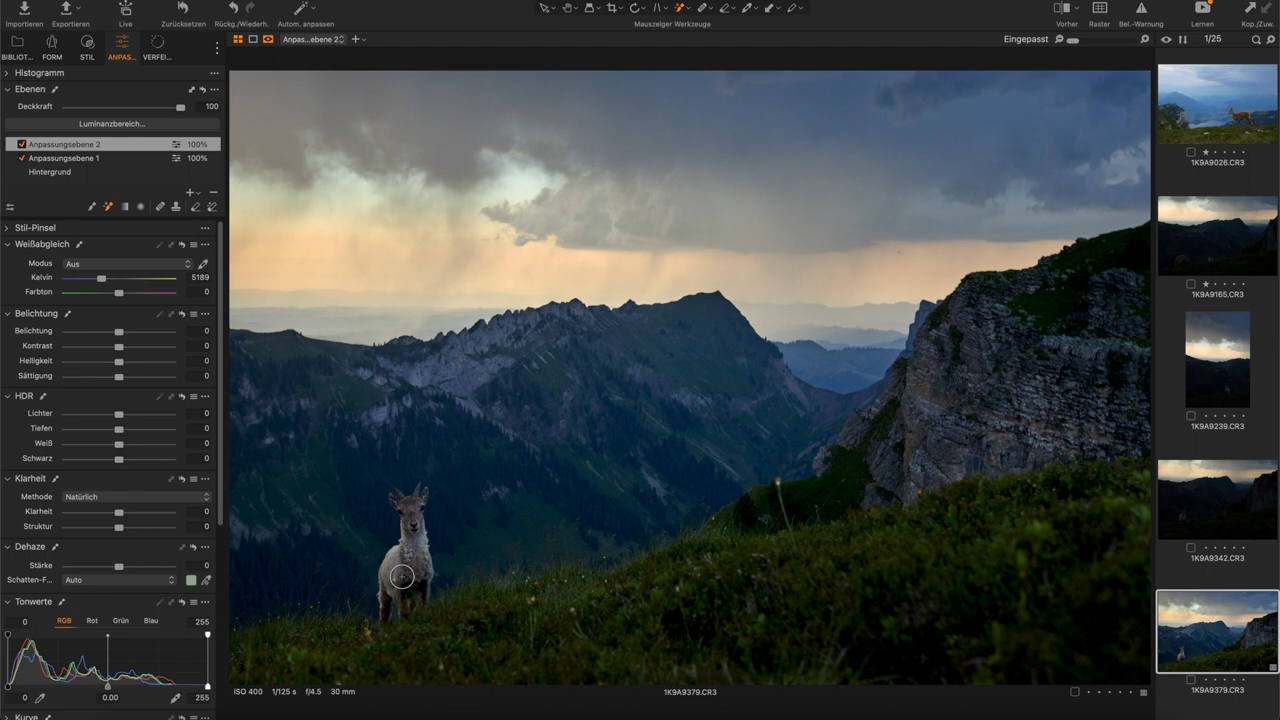 Importieren Exportieren Live Zurücksetzen Rückg./Wiederh. Autom. anpassen Mauszeiger Werkzeuge Vorher Raster Bel.-Warnung Lernen Kop./Zuw.
BIBLIOT... FORM STIL ANPAS... VERFEI...
Anpas...ebene 2
Eingepasst
1/25
Histogramm
Ebenen
Deckkraft 100
Luminanzbereich...
Anpassungsebene 2 100%
Anpassungsebene 1 100%
Hintergrund
Stil-Pinsel
Weißabgleich
Modus Aus
Kelvin 5189
Farbton 0
Belichtung
Belichtung 0
Kontrast 0
Helligkeit 0
Sättigung 0
HDR
Lichter 0
Tiefen 0
Weiß 0
Schwarz 0
Klarheit
Methode Natürlich
Klarheit 0
Struktur 0
Dehaze
Stärke 0
Schatten-F... Auto
Tonwerte
0 RGB Rot Grün Blau 255
0 0.00 255
Kurve
ISO 400 1/125 s f/4.5 30 mm
1K9A9379.CR3
1K9A9026.CR3
1K9A9165.CR3
1K9A9239.CR3
1K9A9342.CR3
1K9A9379.CR3